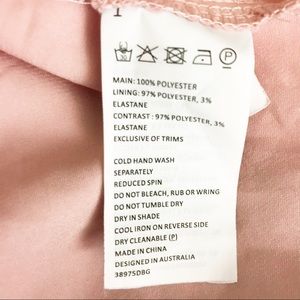 30
P
MAIN: 100% POLYESTER
LINING: 97% POLYESTER, 3%
ELASTANE
CONTRAST : 97% POLYESTER, 3%
ELASTANE
EXCLUSIVE OF TRIMS
COLD HAND WASH
SEPARATELY
REDUCED SPIN
DO NOT BLEACH, RUB OR WRING
DO NOT TUMBLE DRY
DRY IN SHADE
COOL IRON ON REVERSE SIDE
DRY CLEANABLE (P)
MADE IN CHINA
DESIGNED IN AUSTRALIA
38975DBG